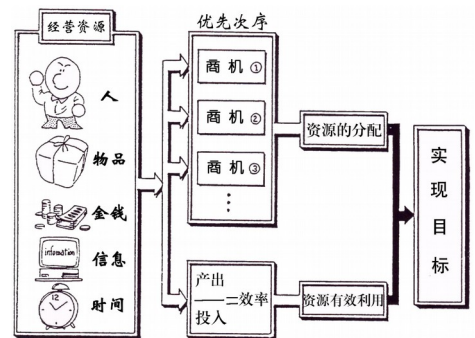 经营资源
人
物品
金钱
infomation
信息
12
时间
优先次序
商 机 ①
商 机 ②
商 机 ③
⋮
产出
——=效率
投入
资源的分配
资源有效利用
实
现
目
标